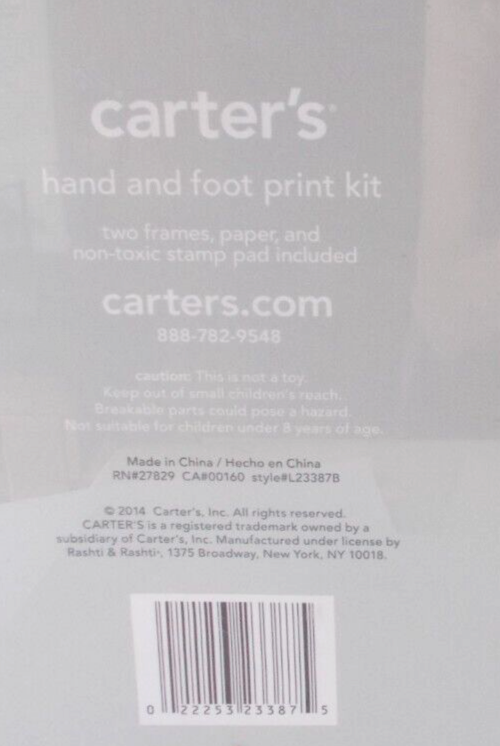 carter's
hand and foot print kit
two frames, paper, and
non-toxic stamp pad included
carters.com
888-782-9548
caution: This is not a toy.
Keep out of small children's reach.
Breakable parts could pose a hazard.
Not suitable for children under 8 years of age.
Made in China / Hecho en China
RN#27829 CA#00160 style#L23387B
© 2014 Carter's, Inc. All rights reserved.
CARTER'S is a registered trademark owned by a
subsidiary of Carter's, Inc. Manufactured under license by
Rashti & Rashti®, 1375 Broadway, New York, NY 10018.
0 22253 23387 5